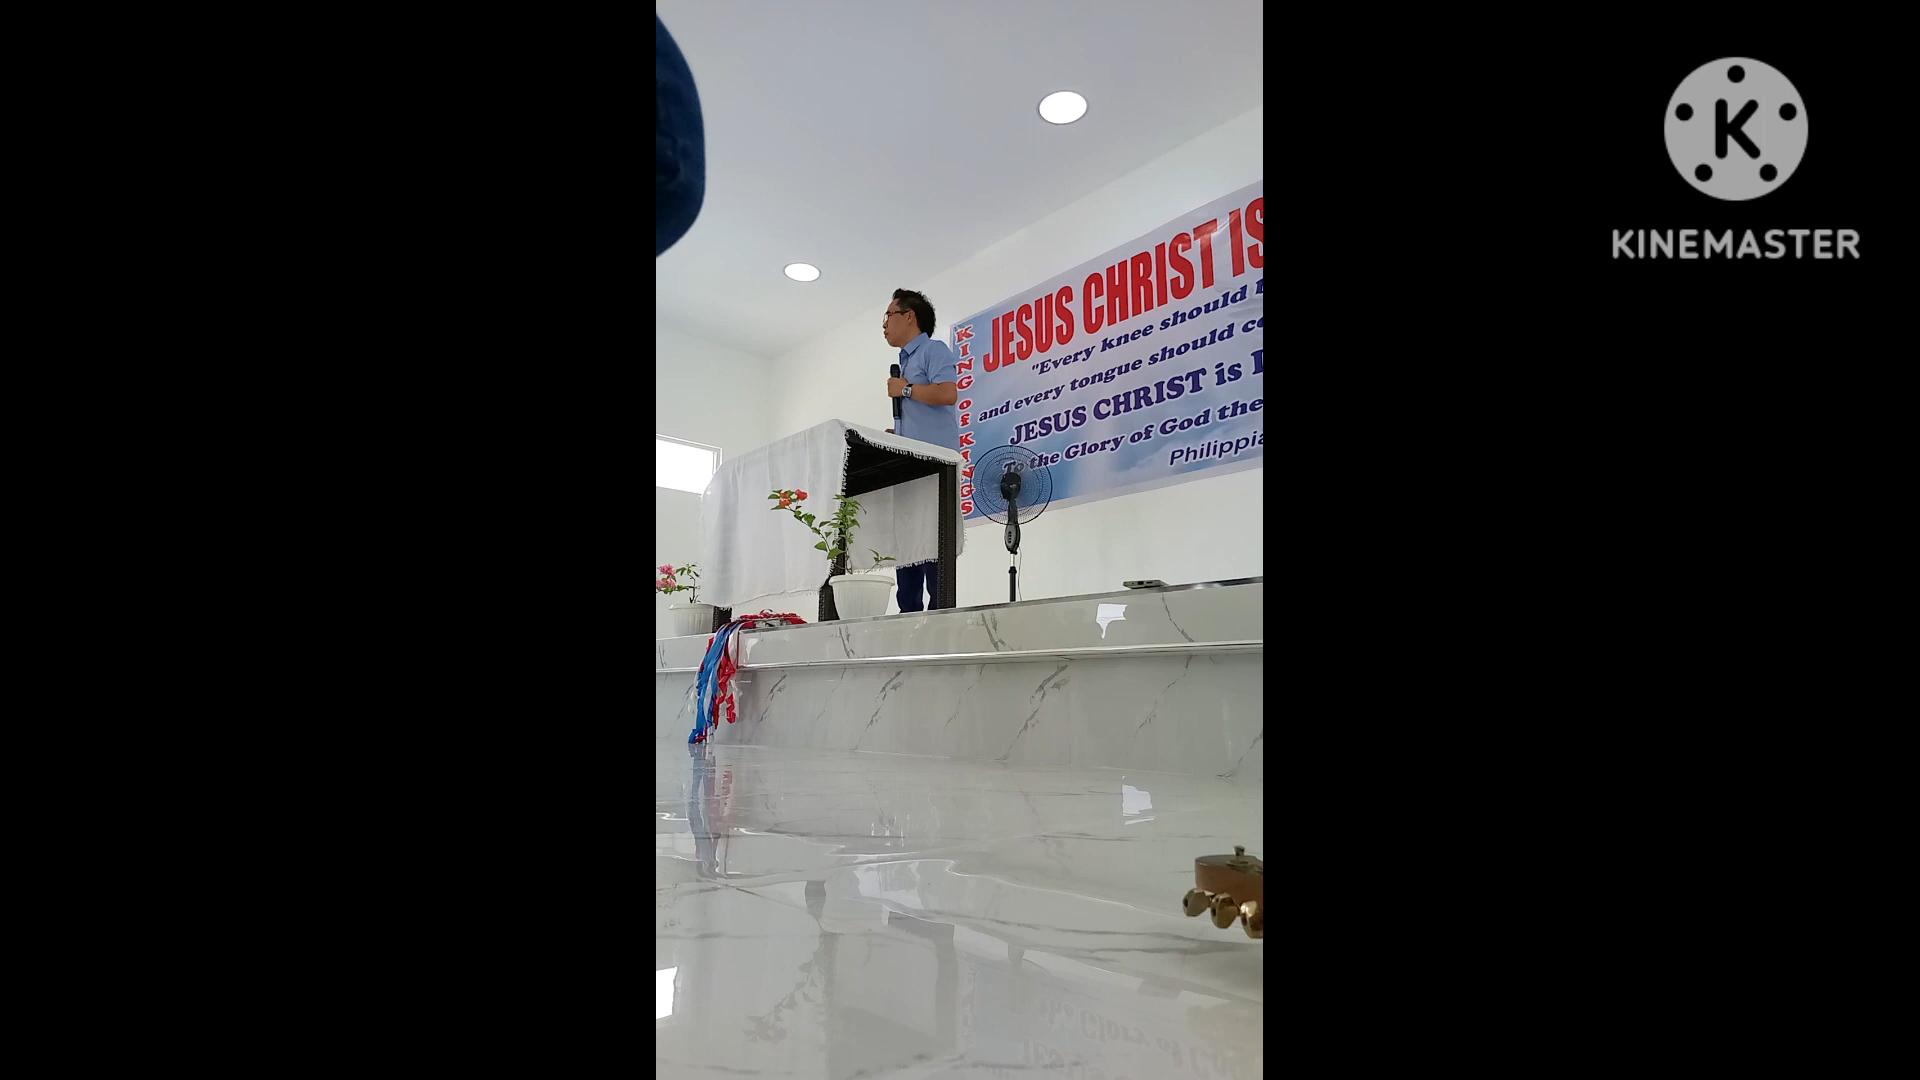 JESUS CHRIST IS
"Every knee should
and every tongue should
JESUS CHRIST is
To the Glory of God the
Philippia
KING of KINGS
K
KINEMASTER